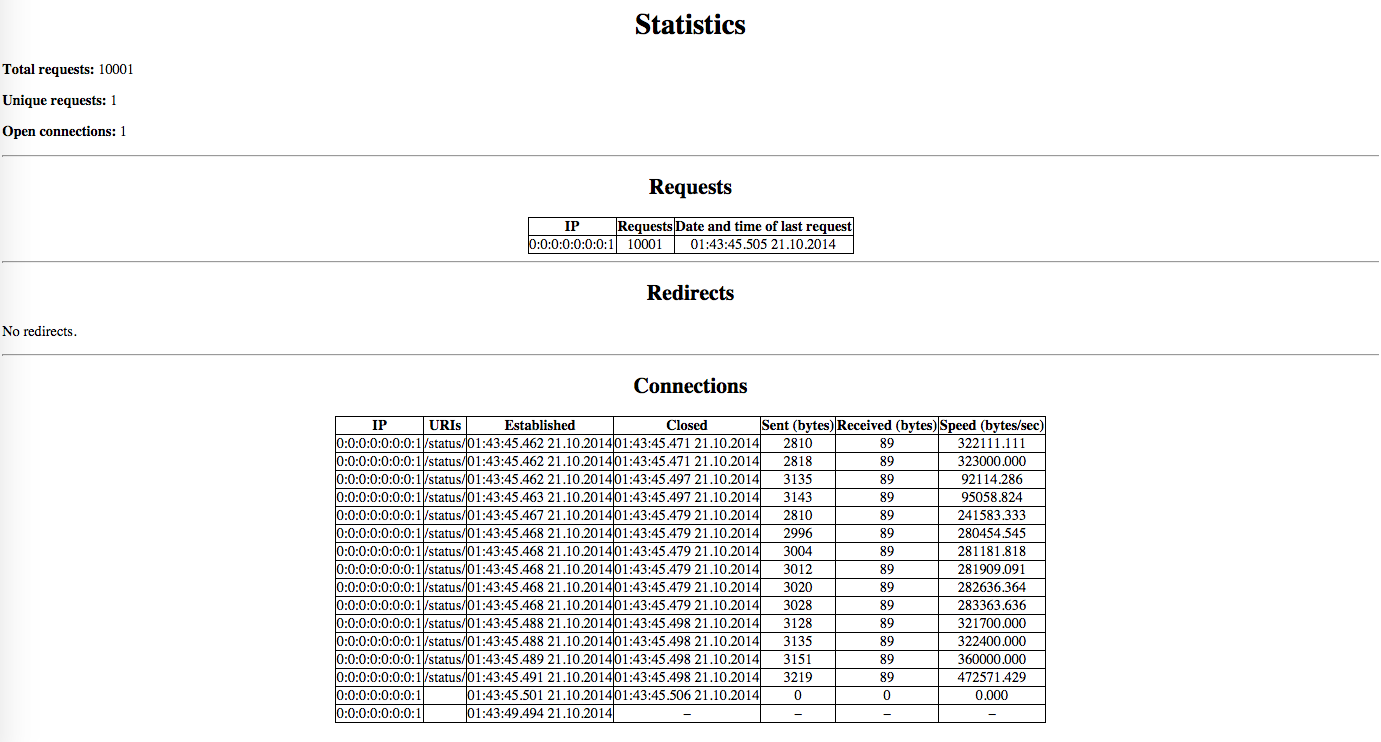 Statistics
Total requests: 10001
Unique requests: 1
Open connections: 1
Requests
IP Requests Date and time of last request
0:0:0:0:0:0:0:1 10001 01:43:45.505 21.10.2014
Redirects
No redirects.
Connections
IP URIs Established Closed Sent (bytes) Received (bytes) Speed (bytes/sec)
0:0:0:0:0:0:0:1 /status/ 01:43:45.462 21.10.2014 01:43:45.471 21.10.2014 2810 89 322111.111
0:0:0:0:0:0:0:1 /status/ 01:43:45.462 21.10.2014 01:43:45.471 21.10.2014 2818 89 323000.000
0:0:0:0:0:0:0:1 /status/ 01:43:45.462 21.10.2014 01:43:45.497 21.10.2014 3135 89 92114.286
0:0:0:0:0:0:0:1 /status/ 01:43:45.463 21.10.2014 01:43:45.497 21.10.2014 3143 89 95058.824
0:0:0:0:0:0:0:1 /status/ 01:43:45.467 21.10.2014 01:43:45.479 21.10.2014 2810 89 241583.333
0:0:0:0:0:0:0:1 /status/ 01:43:45.468 21.10.2014 01:43:45.479 21.10.2014 2996 89 280454.545
0:0:0:0:0:0:0:1 /status/ 01:43:45.468 21.10.2014 01:43:45.479 21.10.2014 3004 89 281181.818
0:0:0:0:0:0:0:1 /status/ 01:43:45.468 21.10.2014 01:43:45.479 21.10.2014 3012 89 281909.091
0:0:0:0:0:0:0:1 /status/ 01:43:45.468 21.10.2014 01:43:45.479 21.10.2014 3020 89 282636.364
0:0:0:0:0:0:0:1 /status/ 01:43:45.468 21.10.2014 01:43:45.479 21.10.2014 3028 89 283363.636
0:0:0:0:0:0:0:1 /status/ 01:43:45.488 21.10.2014 01:43:45.498 21.10.2014 3128 89 321700.000
0:0:0:0:0:0:0:1 /status/ 01:43:45.488 21.10.2014 01:43:45.498 21.10.2014 3135 89 322400.000
0:0:0:0:0:0:0:1 /status/ 01:43:45.489 21.10.2014 01:43:45.498 21.10.2014 3151 89 360000.000
0:0:0:0:0:0:0:1 /status/ 01:43:45.491 21.10.2014 01:43:45.498 21.10.2014 3219 89 472571.429
0:0:0:0:0:0:0:1 01:43:45.501 21.10.2014 01:43:45.506 21.10.2014 0 0 0.000
0:0:0:0:0:0:0:1 01:43:49.494 21.10.2014 – – – –